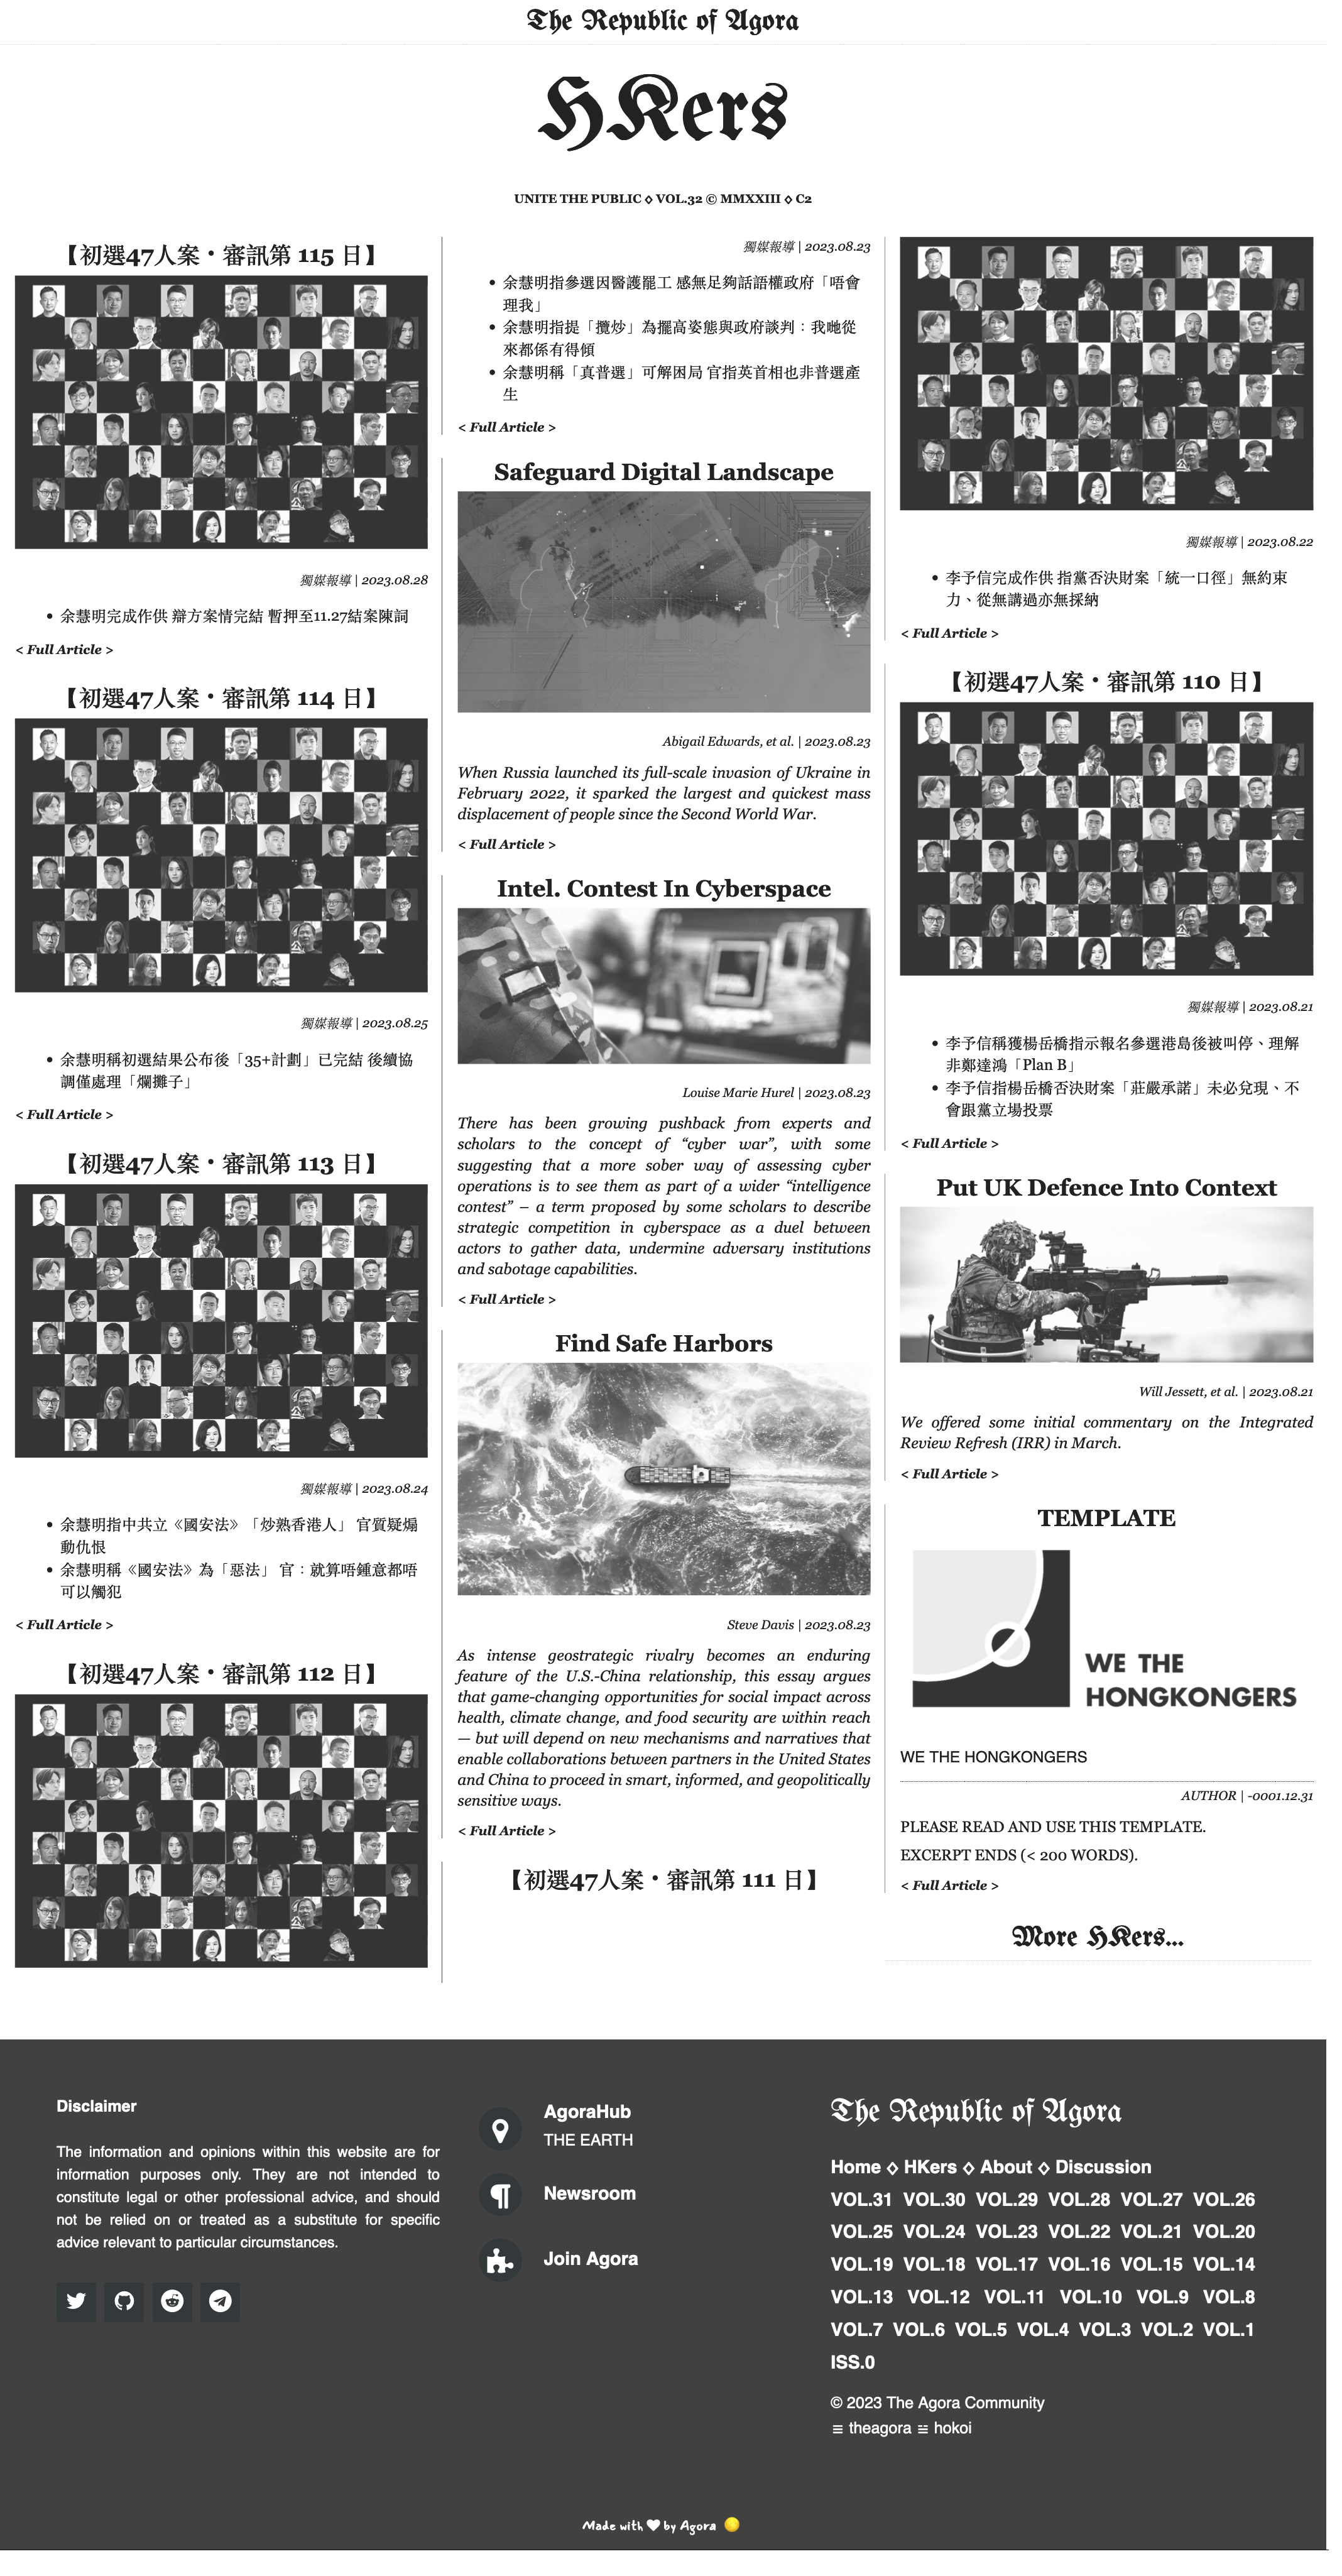 The Republic of Agora
HKers
UNITE THE PUBLIC ◊ VOL.32 © MMXXIII ◊ C2
【初選47人案・審訊第 115 日】
獨媒報導 | 2023.08.28
• 余慧明完成作供 辯方案情完結 暫押至11.27結案陳詞
< Full Article >
【初選47人案・審訊第 114 日】
獨媒報導 | 2023.08.25
• 余慧明稱初選結果公布後「35+計劃」已完結 後續協
調僅處理「爛攤子」
< Full Article >
【初選47人案・審訊第 113 日】
獨媒報導 | 2023.08.24
• 余慧明指中共立《國安法》「炒熟香港人」 官質疑煽
動仇恨
• 余慧明稱《國安法》為「惡法」 官：就算唔鍾意都唔
可以觸犯
< Full Article >
【初選47人案・審訊第 112 日】
獨媒報導 | 2023.08.23
• 余慧明指參選因醫護罷工 感無足夠話語權政府「唔會
理我」
• 余慧明指提「攬炒」為擺高姿態與政府談判：我哋從
來都係有得傾
• 余慧明稱「真普選」可解困局 官指英首相也非普選產
生
< Full Article >
Safeguard Digital Landscape
Abigail Edwards, et al. | 2023.08.23
When Russia launched its full-scale invasion of Ukraine in
February 2022, it sparked the largest and quickest mass
displacement of people since the Second World War.
< Full Article >
Intel. Contest In Cyberspace
Louise Marie Hurel | 2023.08.23
There has been growing pushback from experts and
scholars to the concept of “cyber war”, with some
suggesting that a more sober way of assessing cyber
operations is to see them as part of a wider “intelligence
contest” – a term proposed by some scholars to describe
strategic competition in cyberspace as a duel between
actors to gather data, undermine adversary institutions
and sabotage capabilities.
< Full Article >
Find Safe Harbors
Steve Davis | 2023.08.23
As intense geostrategic rivalry becomes an enduring
feature of the U.S.-China relationship, this essay argues
that game-changing opportunities for social impact across
health, climate change, and food security are within reach
— but will depend on new mechanisms and narratives that
enable collaborations between partners in the United States
and China to proceed in smart, informed, and geopolitically
sensitive ways.
< Full Article >
【初選47人案・審訊第 111 日】
獨媒報導 | 2023.08.22
• 李予信完成作供 指黨否決財案「統一口徑」無約束
力、從無講過亦無採納
< Full Article >
【初選47人案・審訊第 110 日】
獨媒報導 | 2023.08.21
• 李予信稱獲楊岳橋指示報名參選港島後被叫停、理解
非鄭達鴻「Plan B」
• 李予信指楊岳橋否決財案「莊嚴承諾」未必兌現、不
會跟黨立場投票
< Full Article >
Put UK Defence Into Context
Will Jessett, et al. | 2023.08.21
We offered some initial commentary on the Integrated
Review Refresh (IRR) in March.
< Full Article >
TEMPLATE
WE THE
HONGKONGERS
WE THE HONGKONGERS
AUTHOR | -0001.12.31
PLEASE READ AND USE THIS TEMPLATE.
EXCERPT ENDS (< 200 WORDS).
< Full Article >
More HKers...
Disclaimer
The information and opinions within this website are for
information purposes only. They are not intended to
constitute legal or other professional advice, and should
not be relied on or treated as a substitute for specific
advice relevant to particular circumstances.
AgoraHub
THE EARTH
Newsroom
Join Agora
The Republic of Agora
Home ◊ HKers ◊ About ◊ Discussion
VOL.31 VOL.30 VOL.29 VOL.28 VOL.27 VOL.26
VOL.25 VOL.24 VOL.23 VOL.22 VOL.21 VOL.20
VOL.19 VOL.18 VOL.17 VOL.16 VOL.15 VOL.14
VOL.13 VOL.12 VOL.11 VOL.10 VOL.9 VOL.8
VOL.7 VOL.6 VOL.5 VOL.4 VOL.3 VOL.2 VOL.1
ISS.0
© 2023 The Agora Community
theagora hokoi
Made with ♥ by Agora